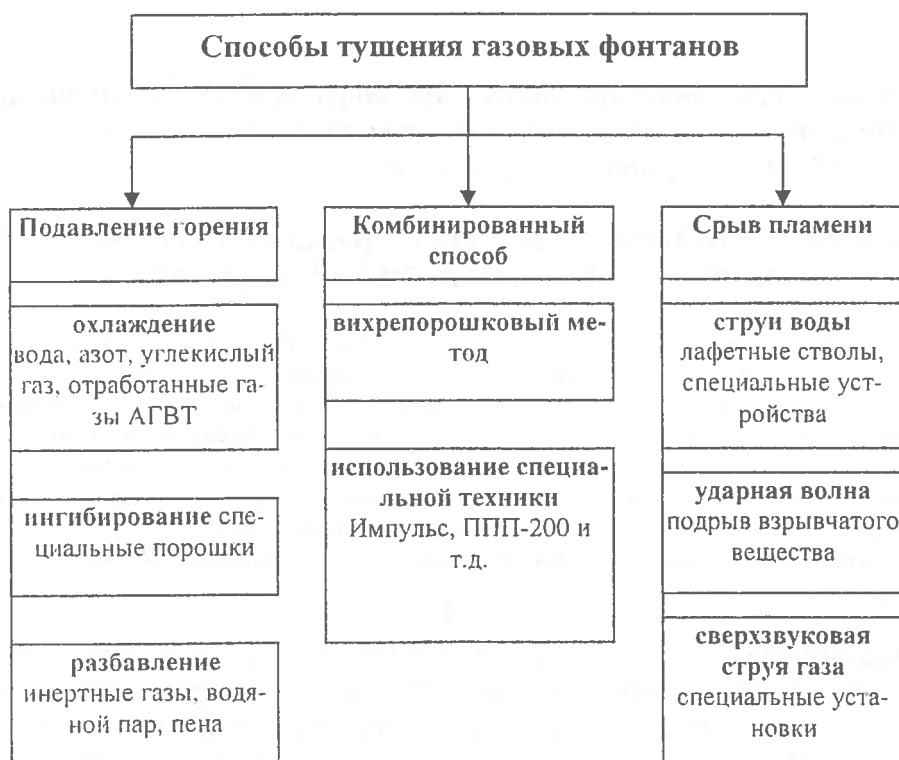 Способы тушения газовых фонтанов
Подавление горения
охлаждение
вода, азот, углекислый
газ, отработанные га-
зы АГВТ
ингибирование спе-
циальные порошки
разбавление
инертные газы, водя-
ной пар, пена
Комбинированный
способ
вихрепорошковый ме-
тод
использование специа-
льной техники
Импульс, ППП-200 и
т.д.
Срыв пламени
струи воды
лафетные стволы,
специальные уст-
ройства
ударная волна
подрыв взрывчатого
вещества
сверхзвуковая
струя газа
специальные уста-
новки